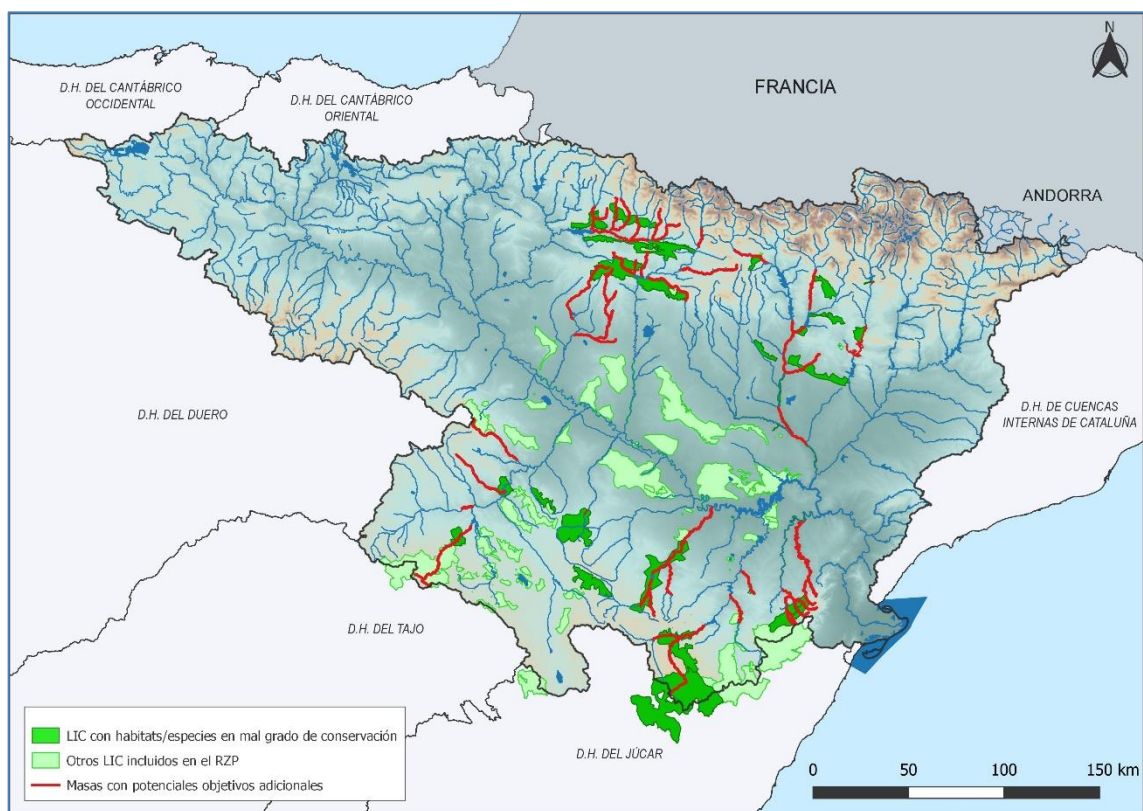 N
FRANCIA
D.H. DEL CANTÁBRICO
OCCIDENTAL
D.H. DEL CANTÁBRICO
ORIENTAL
ANDORRA
D.H. DEL DUERO
D.H. DE CUENCAS
INTERNAS DE CATALUÑA
D.H. DEL TAJO
D.H. DEL JÚCAR
LIC con habitats/especies en mal grado de conservación
Otros LIC incluidos en el RZP
Masas con potenciales objetivos adicionales
0 50 100 150 km